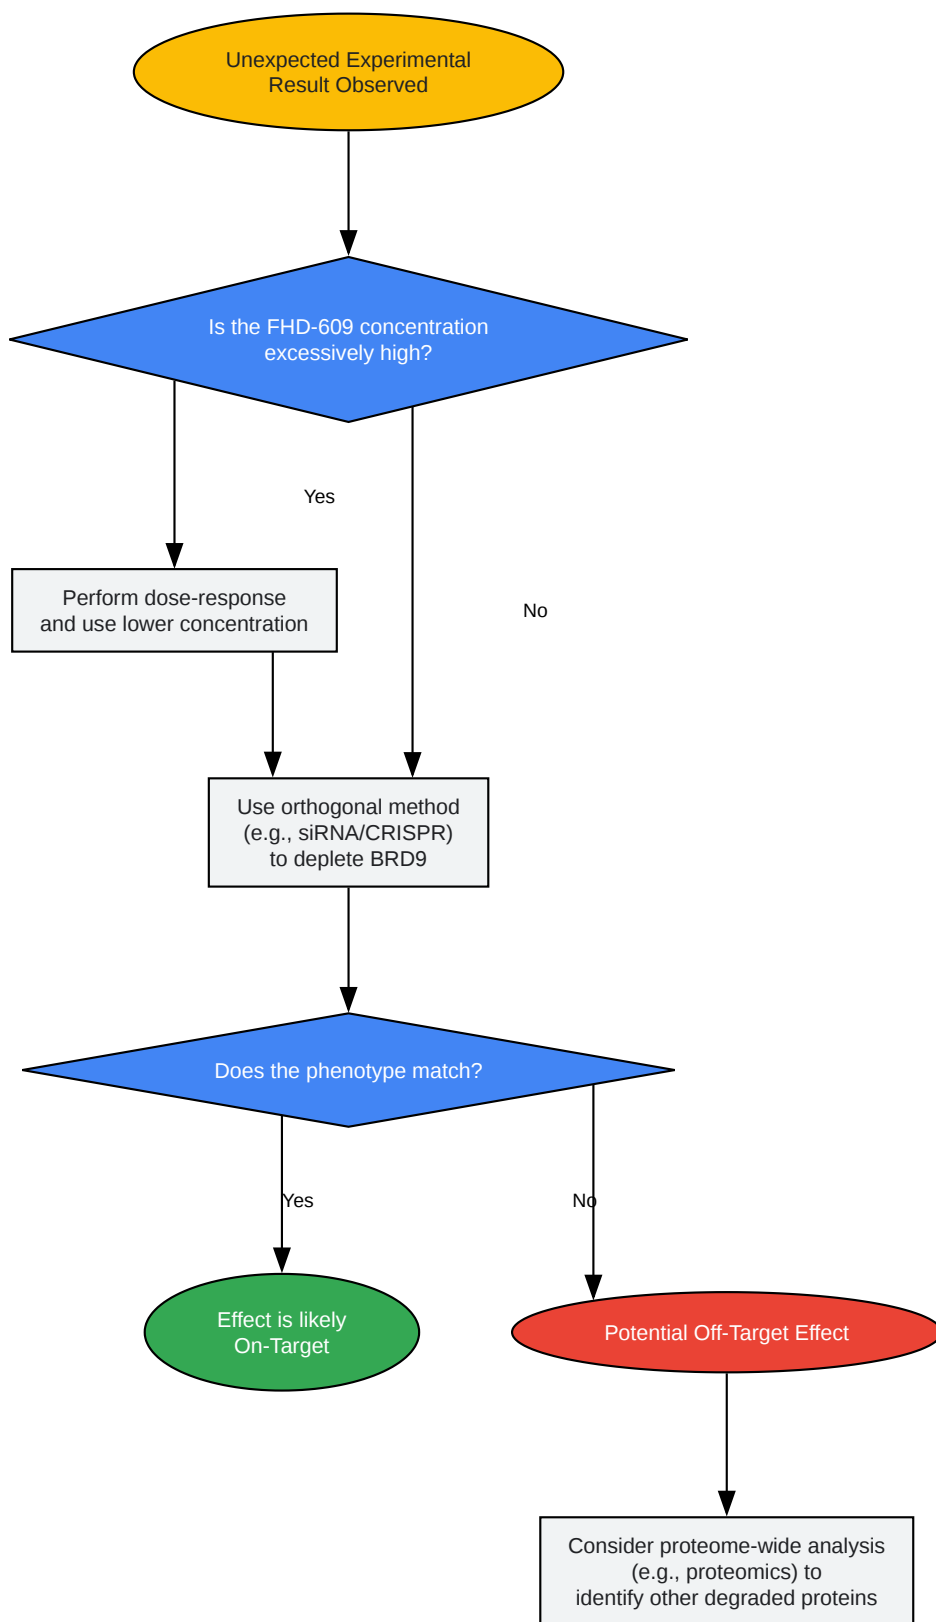 Unexpected Experimental
Result Observed
Is the FHD-609 concentration
excessively high?
Yes
Perform dose-response
and use lower concentration
No
Use orthogonal method
(e.g., siRNA/CRISPR)
to deplete BRD9
Does the phenotype match?
Yes
No
Effect is likely
On-Target
Potential Off-Target Effect
Consider proteome-wide analysis
(e.g., proteomics) to
identify other degraded proteins